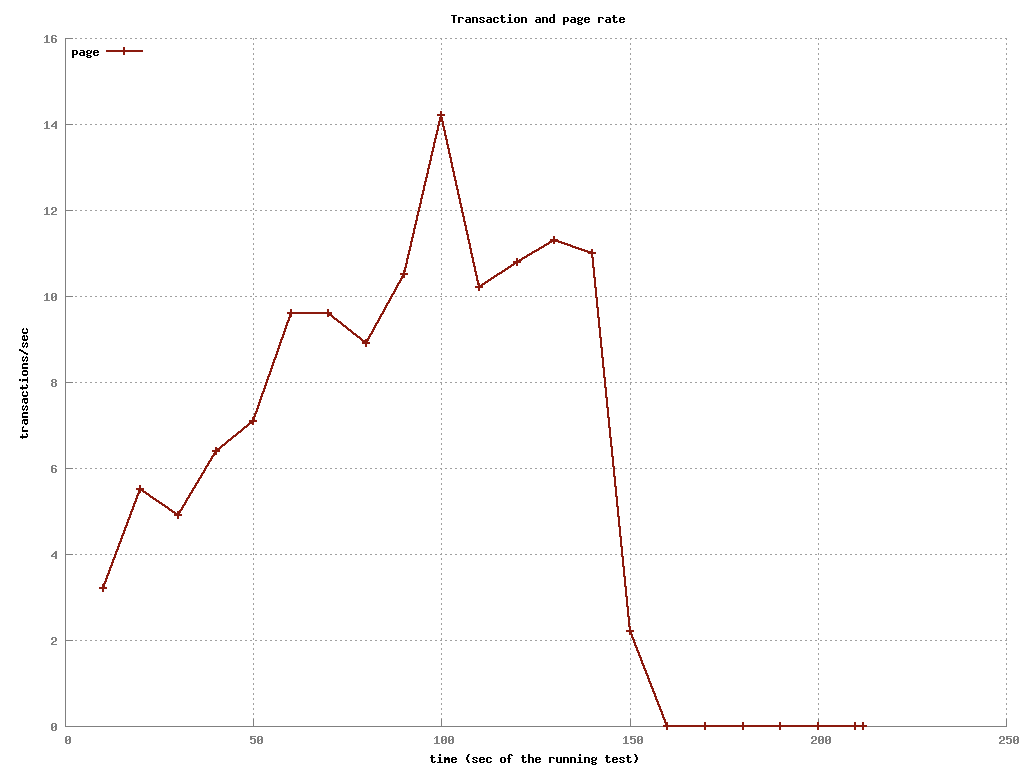 Transaction and page rate
16
page
14
12
10
8
6
4
2
0
transactions/sec
0 50 100 150 200 250
time (sec of the running test)